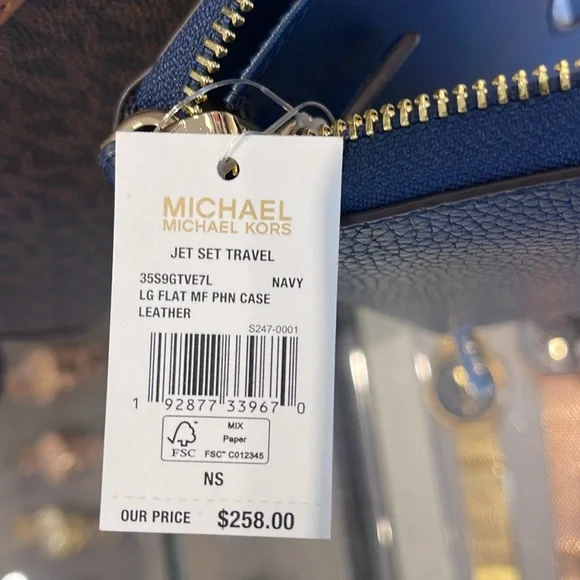 MICHAEL
MICHAEL KORS
JET SET TRAVEL
35S9GTVE7L NAVY
LG FLAT MF PHN CASE
LEATHER
S247-0001
1 92877 33967 0
FSC
MIX
Paper
FSC™ C012345
NS
OUR PRICE $258.00